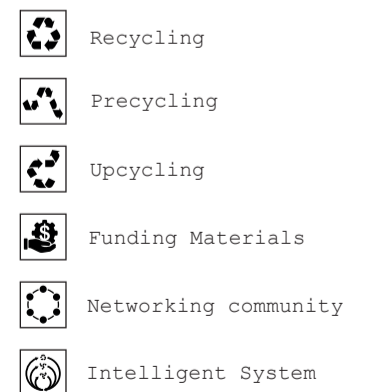 Recycling
Precycling
Upcycling
$ Funding Materials
Networking community
Intelligent System